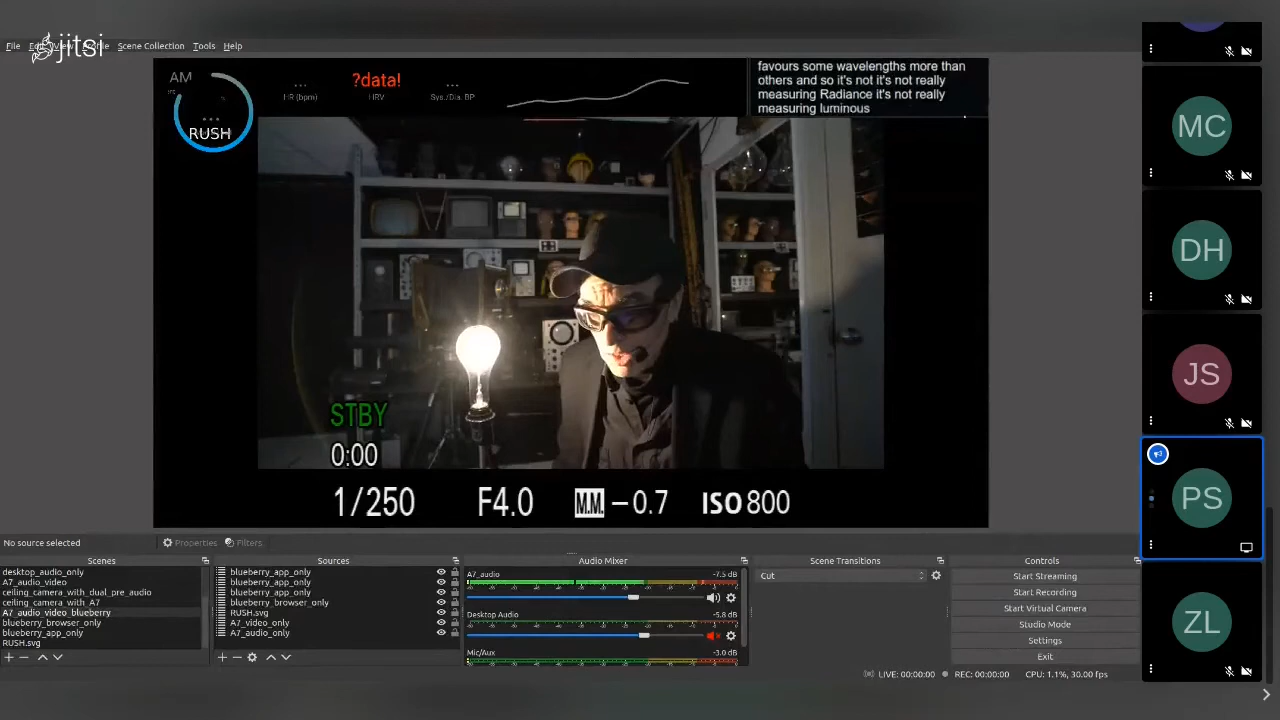 jitsi
File Edit View Profile Scene Collection Tools Help
AM
RUSH
...
HR (bpm)
?data!
HRV
...
Sys./Dia. BP
favours some wavelengths more than
others and so it's not it's not really
measuring Radiance it's not really
measuring luminous
STBY
0:00
1/250 F4.0 M.M. −0.7 ISO 800
MC
DH
JS
PS
ZL
No source selected
Properties
Filters
Scenes
desktop_audio_only
A7_audio_video
ceiling_camera_with_dual_pre_audio
ceiling_camera_with_A7
A7_audio_video_blueberry
blueberry_browser_only
blueberry_app_only
RUSH.svg
Sources
blueberry_app_only
blueberry_app_only
blueberry_app_only
blueberry_browser_only
RUSH.svg
A7_video_only
A7_audio_only
Audio Mixer
A7_audio -7.5 dB
Desktop Audio -5.8 dB
Mic/Aux -3.0 dB
Scene Transitions
Cut
Controls
Start Streaming
Start Recording
Start Virtual Camera
Studio Mode
Settings
Exit
LIVE: 00:00:00 REC: 00:00:00 CPU: 1.1%, 30.00 fps